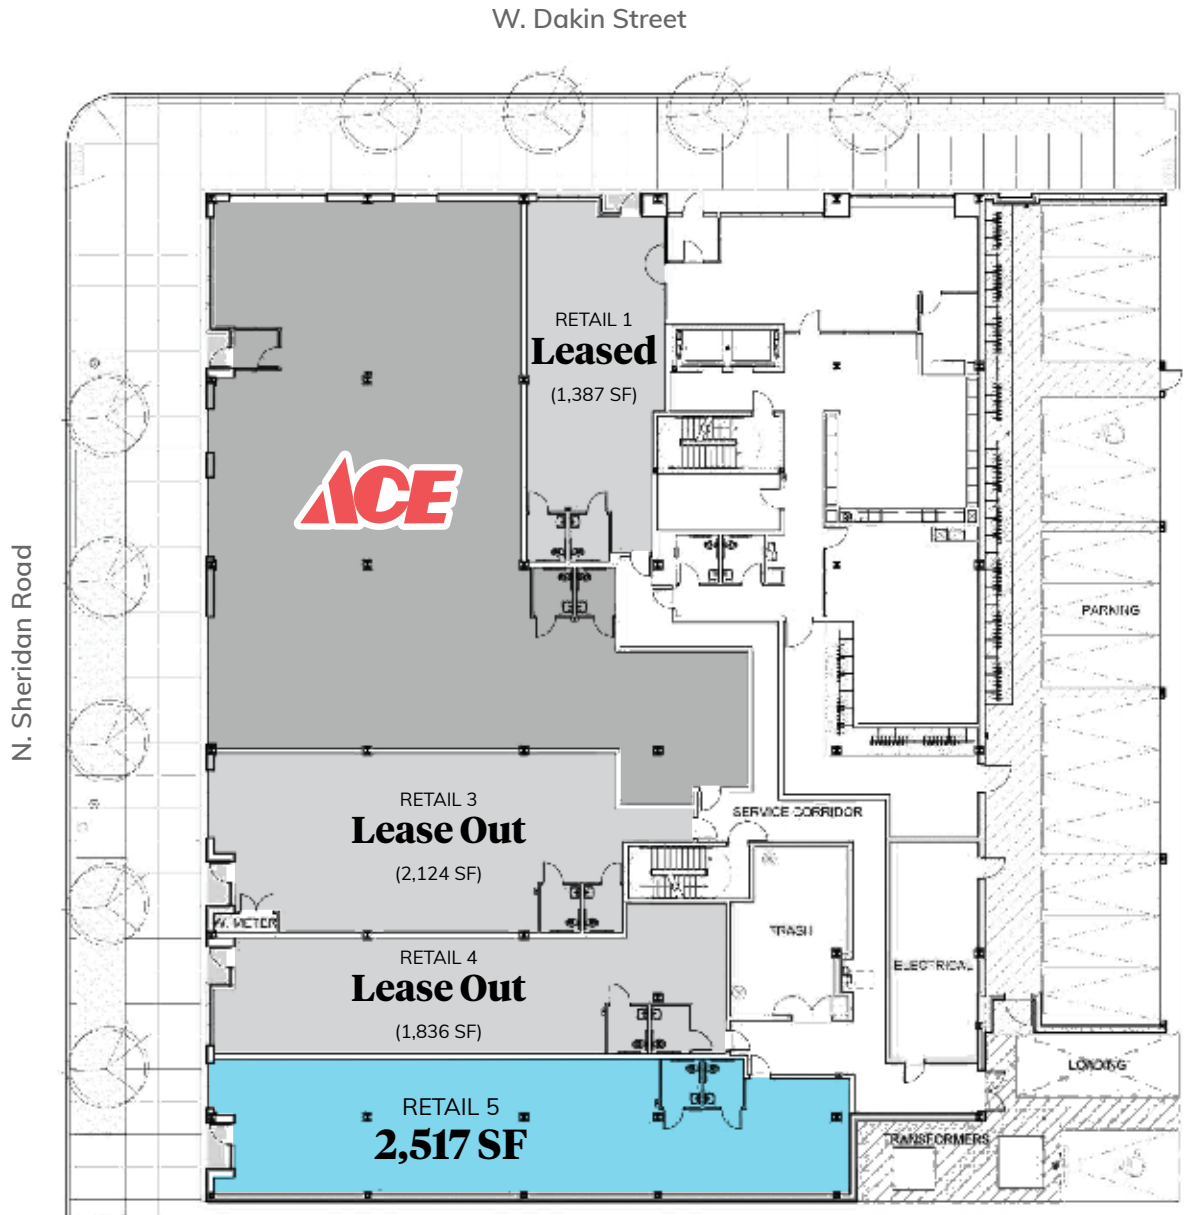 W. Dakin Street
N. Sheridan Road
RETAIL 1
Leased
(1,387 SF)
ACE
PARKING
RETAIL 3
Lease Out
(2,124 SF)
SERVICE CORRIDOR
W. METER
TRASH
ELECTRICAL
RETAIL 4
Lease Out
(1,836 SF)
LOADING
RETAIL 5
2,517 SF
TRANSFORMERS